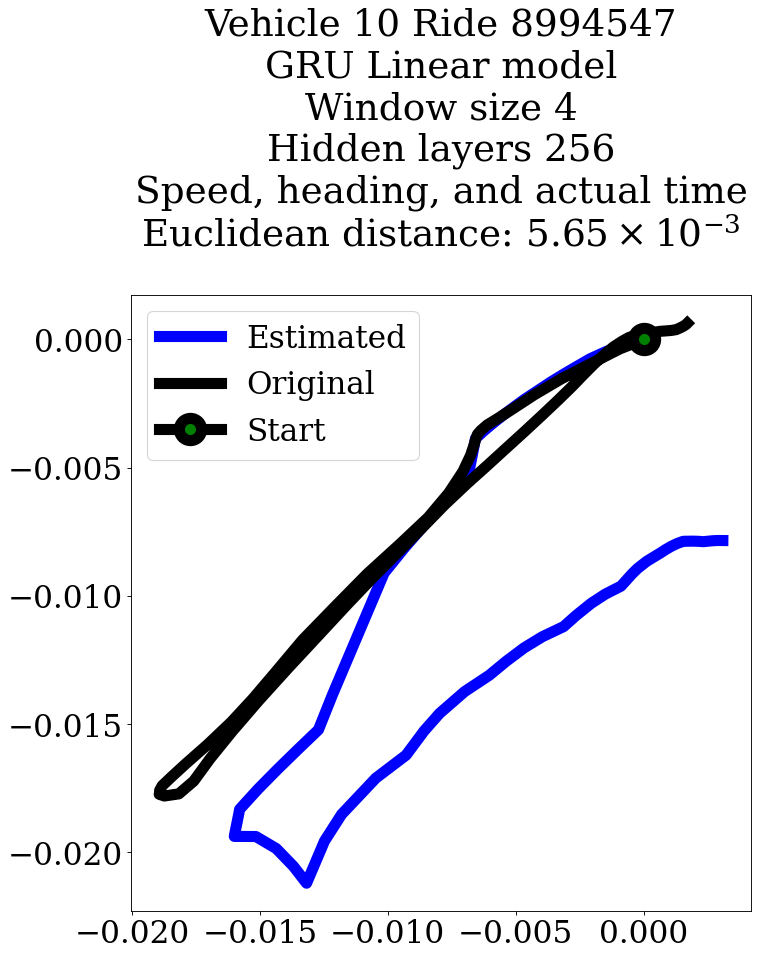 Vehicle 10 Ride 8994547
GRU Linear model
Window size 4
Hidden layers 256
Speed, heading, and actual time
Euclidean distance: 5.65 × 10⁻³
Estimated
Original
Start
0.000
−0.005
−0.010
−0.015
−0.020
−0.020 −0.015 −0.010 −0.005 0.000